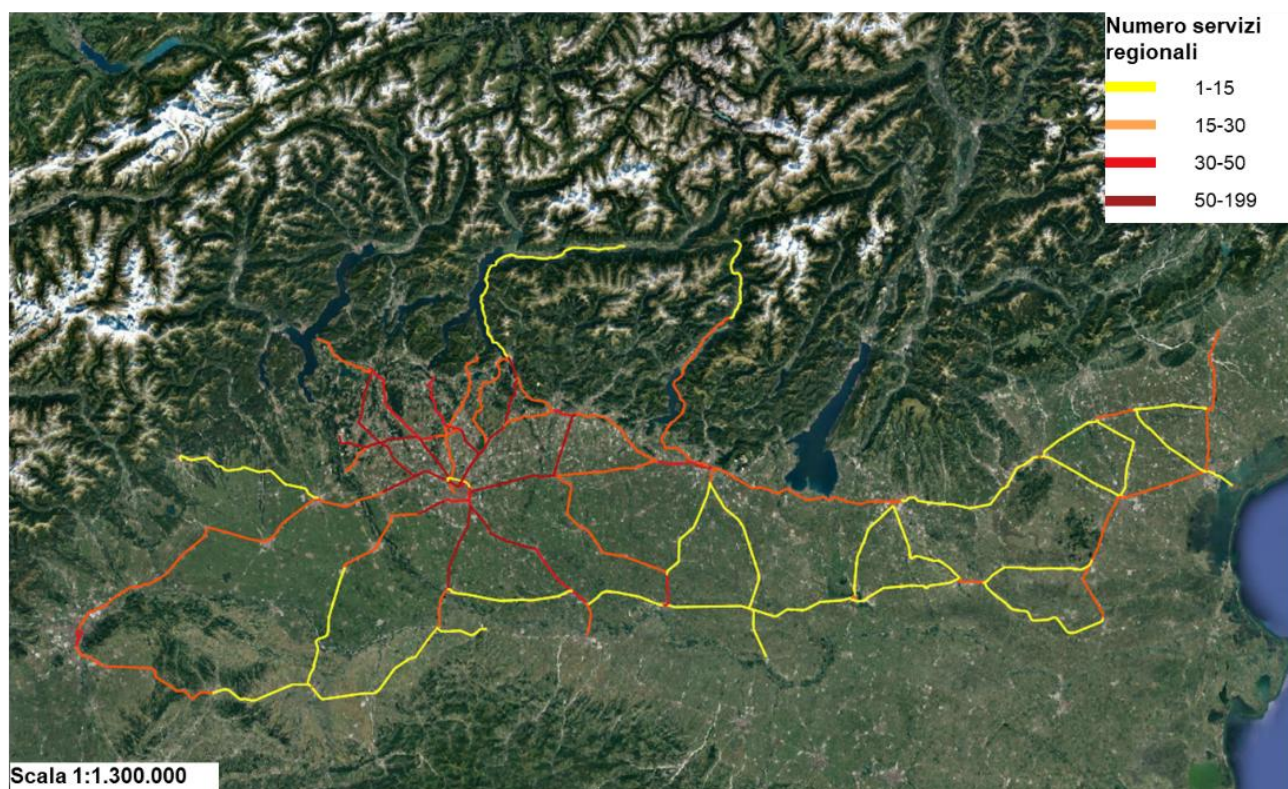 Numero servizi
regionali
1-15
15-30
30-50
50-199
Scala 1:1.300.000